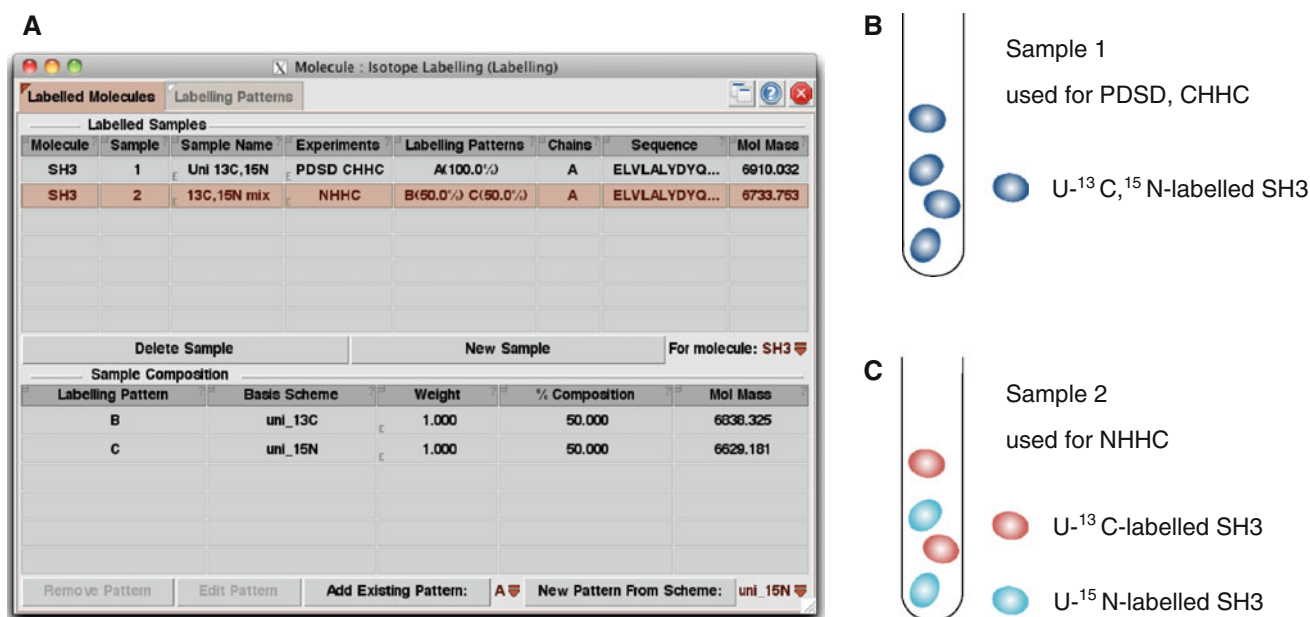 A
Molecule : Isotope Labelling (Labelling)
Labelled Molecules Labelling Patterns
Labelled Samples
Molecule ? Sample ? Sample Name ? Experiments ? Labelling Patterns ? Chains ? Sequence ? Mol Mass ?
SH3 1 E Uni 13C,15N E PDSD CHHC A(100.0%) A ELVLALYDYQ... 6910.032
SH3 2 E 13C,15N mix E NHHC B(50.0%) C(50.0%) A ELVLALYDYQ... 6733.753
Delete Sample New Sample For molecule: SH3
Sample Composition
Labelling Pattern ? Basis Scheme ? Weight ? % Composition ? Mol Mass ?
B uni_13C E 1.000 50.000 6838.325
C uni_15N E 1.000 50.000 6629.181
Remove Pattern Edit Pattern Add Existing Pattern: A New Pattern From Scheme: uni_15N
B
Sample 1
used for PDSD, CHHC
U-¹³C,¹⁵N-labelled SH3
C
Sample 2
used for NHHC
U-¹³C-labelled SH3
U-¹⁵N-labelled SH3